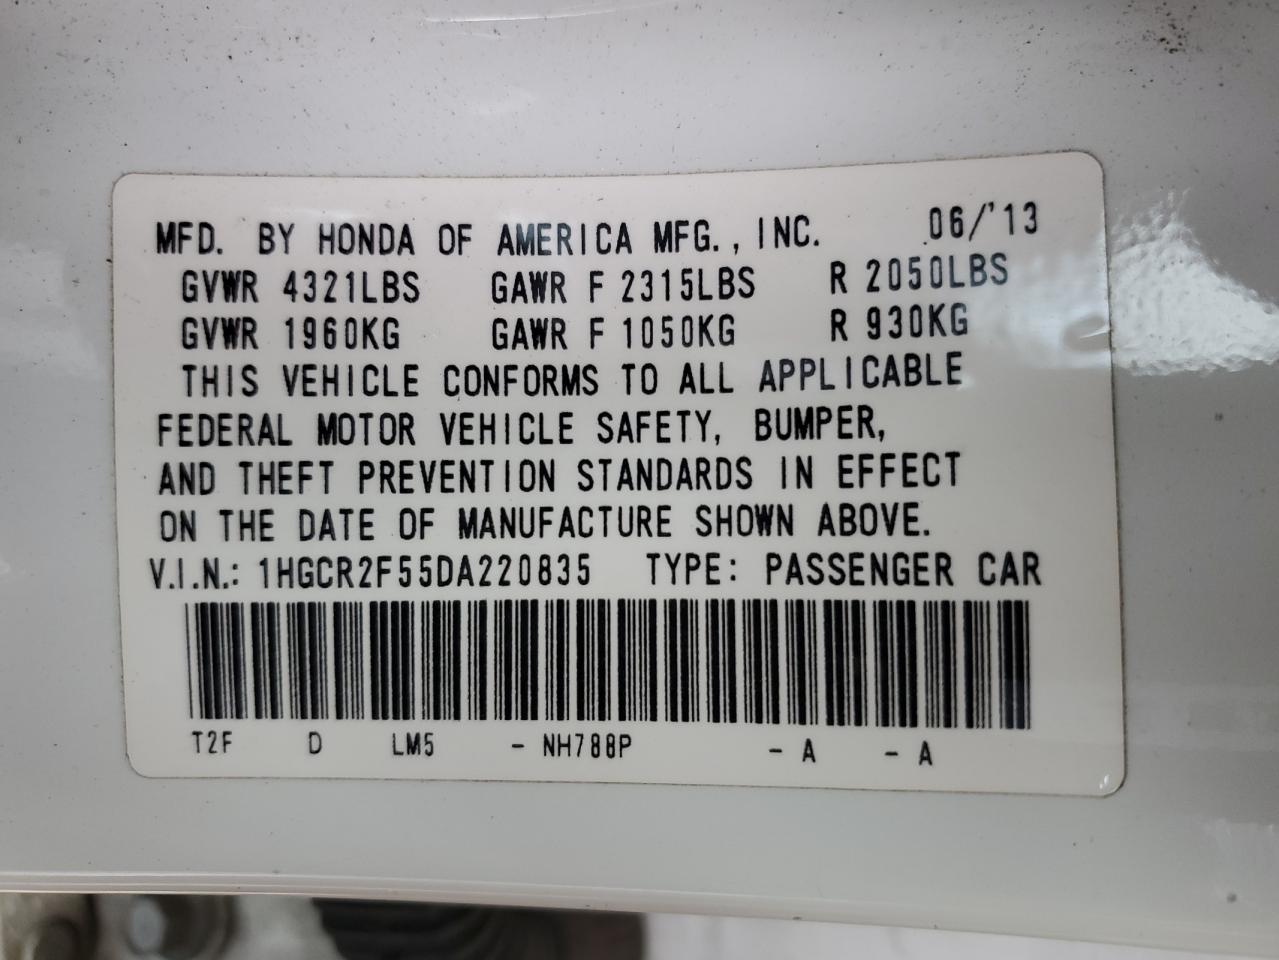 MFD. BY HONDA OF AMERICA MFG., INC. 06/'13
GVWR 4321LBS GAWR F 2315LBS R 2050LBS
GVWR 1960KG GAWR F 1050KG R 930KG
THIS VEHICLE CONFORMS TO ALL APPLICABLE
FEDERAL MOTOR VEHICLE SAFETY, BUMPER,
AND THEFT PREVENTION STANDARDS IN EFFECT
ON THE DATE OF MANUFACTURE SHOWN ABOVE.
V.I.N.: 1HGCR2F55DA220835 TYPE: PASSENGER CAR
T2F D LM5 - NH788P - A - A